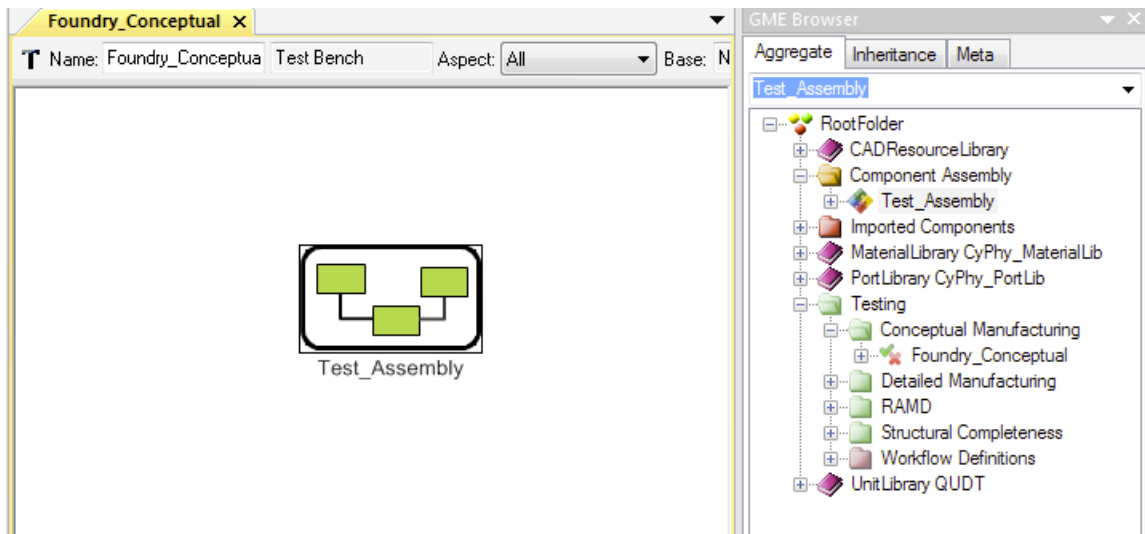 Foundry_Conceptual X
Name: Foundry_Conceptua Test Bench Aspect: All Base: N
Test_Assembly
GME Browser
Aggregate Inheritance Meta
Test_Assembly
RootFolder
CADResourceLibrary
Component Assembly
Test_Assembly
Imported Components
MaterialLibrary CyPhy_MaterialLib
PortLibrary CyPhy_PortLib
Testing
Conceptual Manufacturing
Foundry_Conceptual
Detailed Manufacturing
RAMD
Structural Completeness
Workflow Definitions
UnitLibrary QUDT